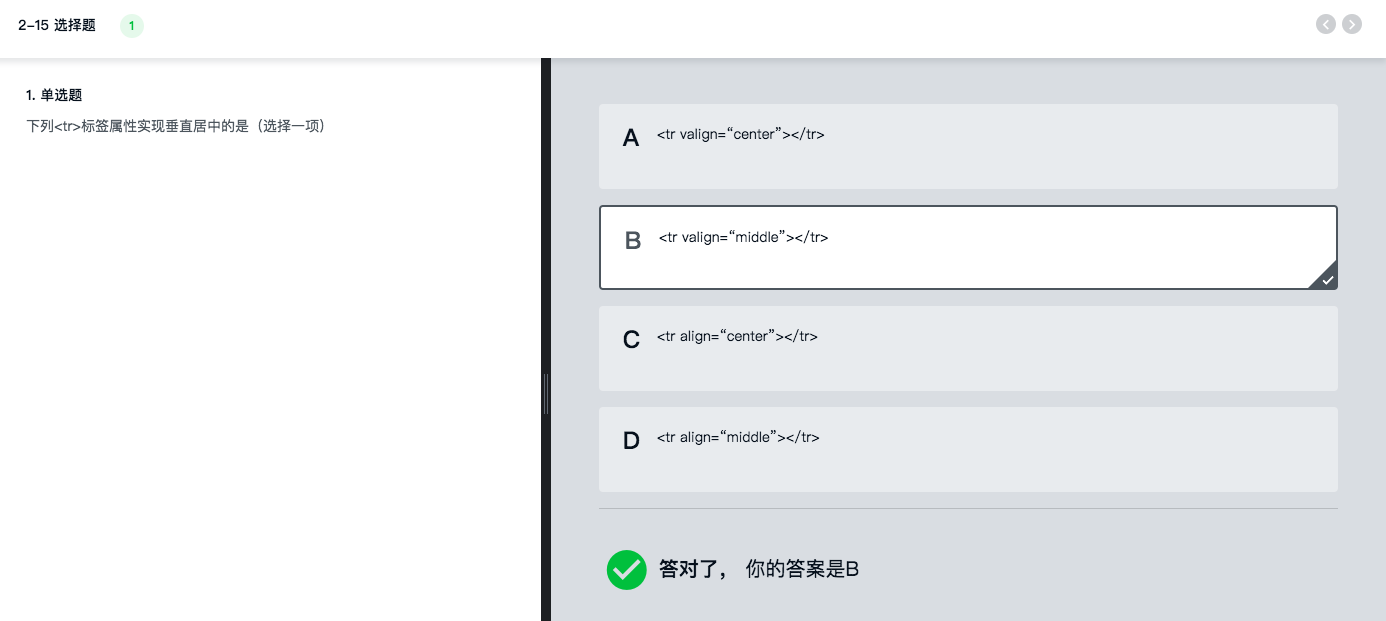 2-15 选择题 1
1. 单选题
下列<tr>标签属性实现垂直居中的是（选择一项）
A <tr valign=“center”></tr>
B <tr valign=“middle”></tr>
C <tr align=“center”></tr>
D <tr align=“middle”></tr>
答对了， 你的答案是B